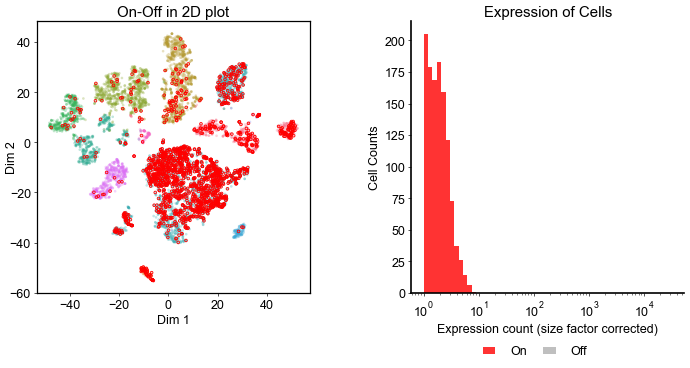 On-Off in 2D plot
40
20
0
−20
−40
−60
Dim 2
−40 −20 0 20 40
Dim 1
Expression of Cells
200
175
150
125
100
75
50
25
0
Cell Counts
10^0 10^1 10^2 10^3 10^4
Expression count (size factor corrected)
On Off